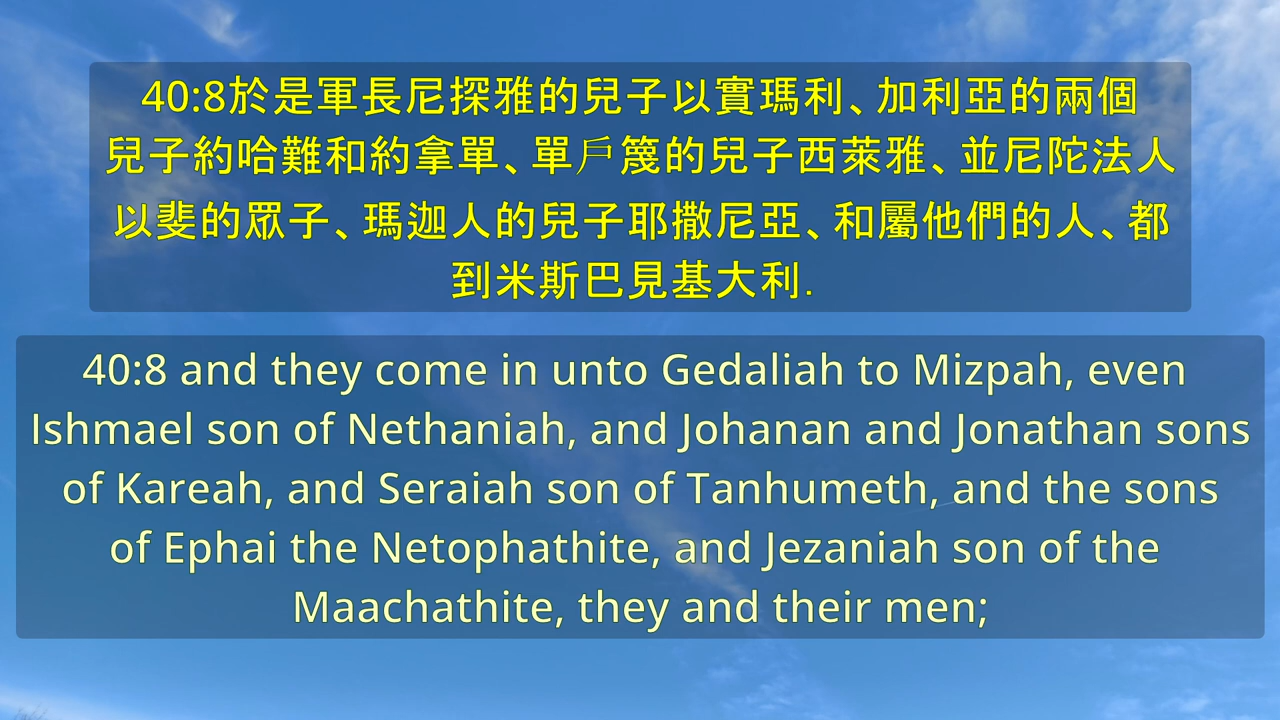 40:8於是軍長尼探雅的兒子以實瑪利、加利亞的兩個
兒子約哈難和約拿單、單戶篾的兒子西萊雅、並尼陀法人
以斐的眾子、瑪迦人的兒子耶撒尼亞、和屬他們的人、都
到米斯巴見基大利.
40:8 and they come in unto Gedaliah to Mizpah, even
Ishmael son of Nethaniah, and Johanan and Jonathan sons
of Kareah, and Seraiah son of Tanhumeth, and the sons
of Ephai the Netophathite, and Jezaniah son of the
Maachathite, they and their men;